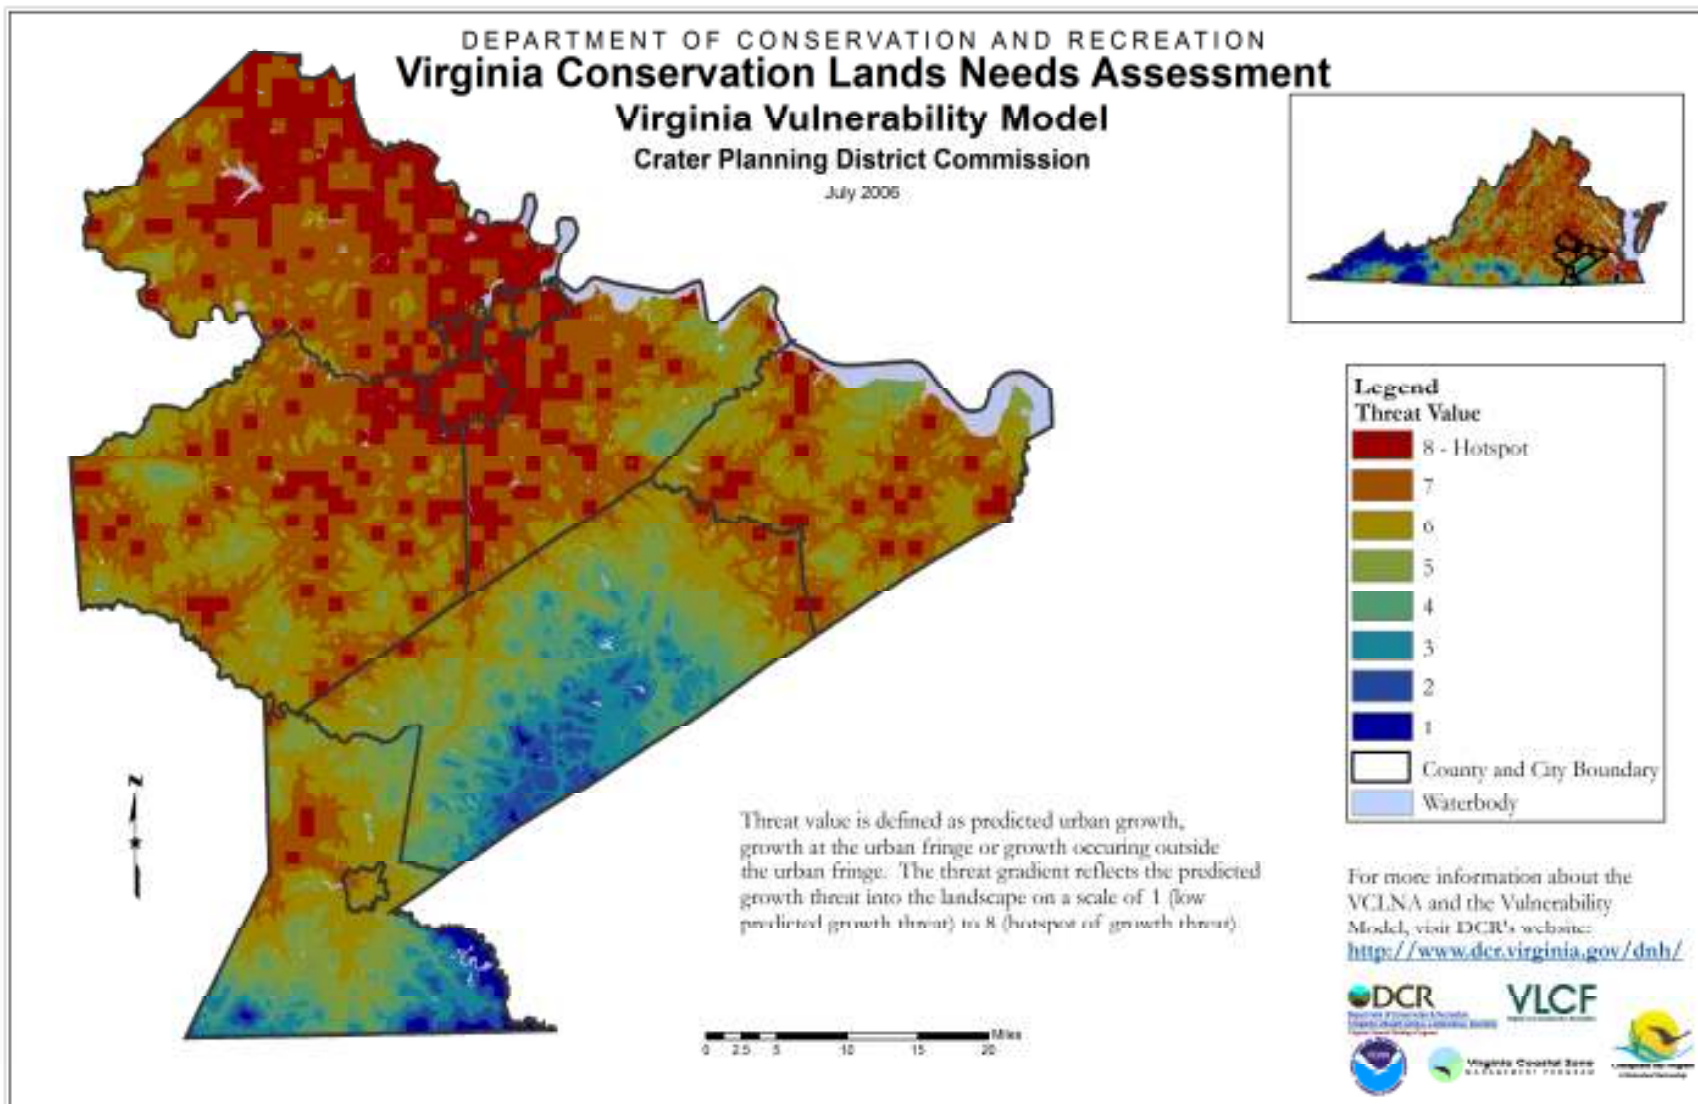 DEPARTMENT OF CONSERVATION AND RECREATION
Virginia Conservation Lands Needs Assessment
Virginia Vulnerability Model
Crater Planning District Commission
July 2006
Legend
Threat Value
8 - Hotspot
7
6
5
4
3
2
1
County and City Boundary
Waterbody
Z
Threat value is defined as predicted urban growth,
growth at the urban fringe or growth occuring outside
the urban fringe. The threat gradient reflects the predicted
growth threat into the landscape on a scale of 1 (low
predicted growth threat) to 8 (hotspot of growth threat)
For more information about the
VCLNA and the Vulnerability
Model, visit DCR's website:
http://www.dcr.virginia.gov/dnh/
Miles
0 2.5 5 10 15 20
DCR
VLCF
Virginia Coastal Zone
MANAGEMENT PROGRAM